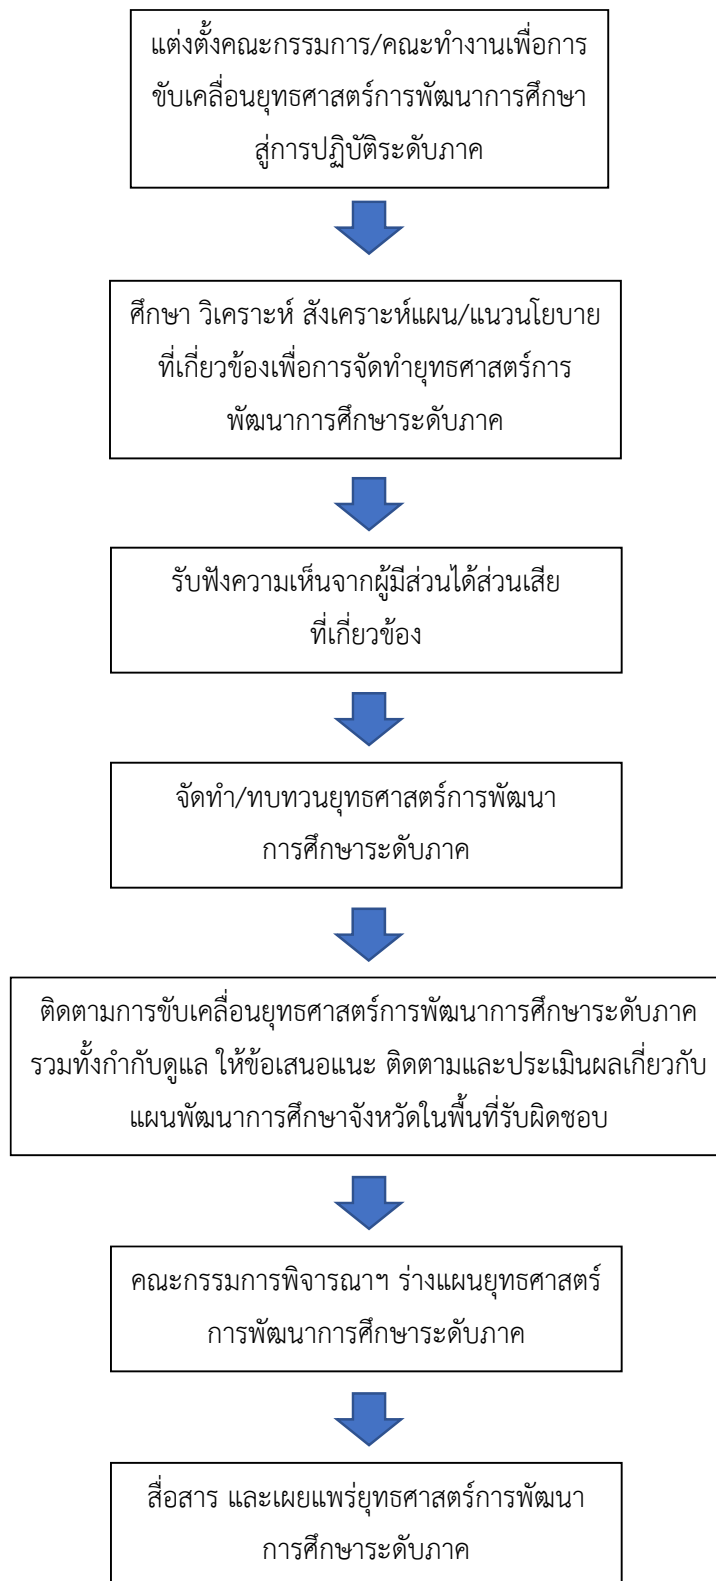 แต่งตั้งคณะกรรมการ/คณะทำงานเพื่อการ
ขับเคลื่อนยุทธศาสตร์การพัฒนาการศึกษา
สู่การปฏิบัติระดับภาค
ศึกษา วิเคราะห์ สังเคราะห์แผน/แนวนโยบาย
ที่เกี่ยวข้องเพื่อการจัดทำยุทธศาสตร์การ
พัฒนาการศึกษาระดับภาค
รับฟังความเห็นจากผู้มีส่วนได้ส่วนเสีย
ที่เกี่ยวข้อง
จัดทำ/ทบทวนยุทธศาสตร์การพัฒนา
การศึกษาระดับภาค
ติดตามการขับเคลื่อนยุทธศาสตร์การพัฒนาการศึกษาระดับภาค
รวมทั้งกำกับดูแล ให้ข้อเสนอแนะ ติดตามและประเมินผลเกี่ยวกับ
แผนพัฒนาการศึกษาจังหวัดในพื้นที่รับผิดชอบ
คณะกรรมการพิจารณาฯ ร่างแผนยุทธศาสตร์
การพัฒนาการศึกษาระดับภาค
สื่อสาร และเผยแพร่ยุทธศาสตร์การพัฒนา
การศึกษาระดับภาค